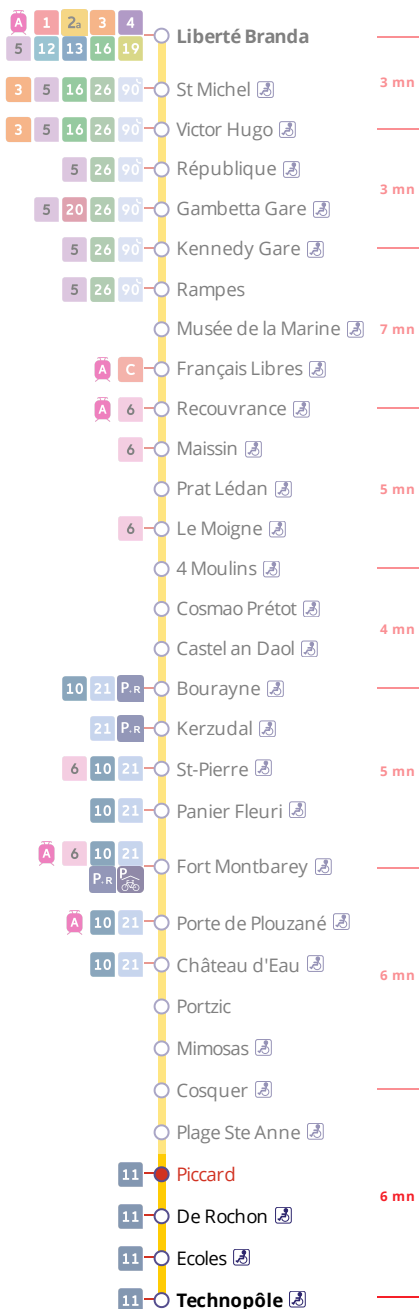 A 1 2a 3 4
5 12 13 16 19
Liberté Branda
3 5 16 26 90 St Michel
3 mn
3 5 16 26 90 Victor Hugo
5 26 90 République
3 mn
5 20 26 90 Gambetta Gare
5 26 90 Kennedy Gare
5 26 90 Rampes
Musée de la Marine 7 mn
A C Français Libres
A 6 Recouvrance
6 Maissin
Prat Lédan 5 mn
6 Le Moigne
4 Moulins
Cosmao Prétot
4 mn
Castel an Daol
10 21 P.R Bourayne
21 P.R Kerzudal
6 10 21 St-Pierre 5 mn
10 21 Panier Fleuri
A 6 10 21
Fort Montbarey
P.R P
A 10 21 Porte de Plouzané
10 21 Château d'Eau
6 mn
Portzic
Mimosas
Cosquer
Plage Ste Anne
11 Piccard
6 mn
11 De Rochon
11 Ecoles
11 Technopôle